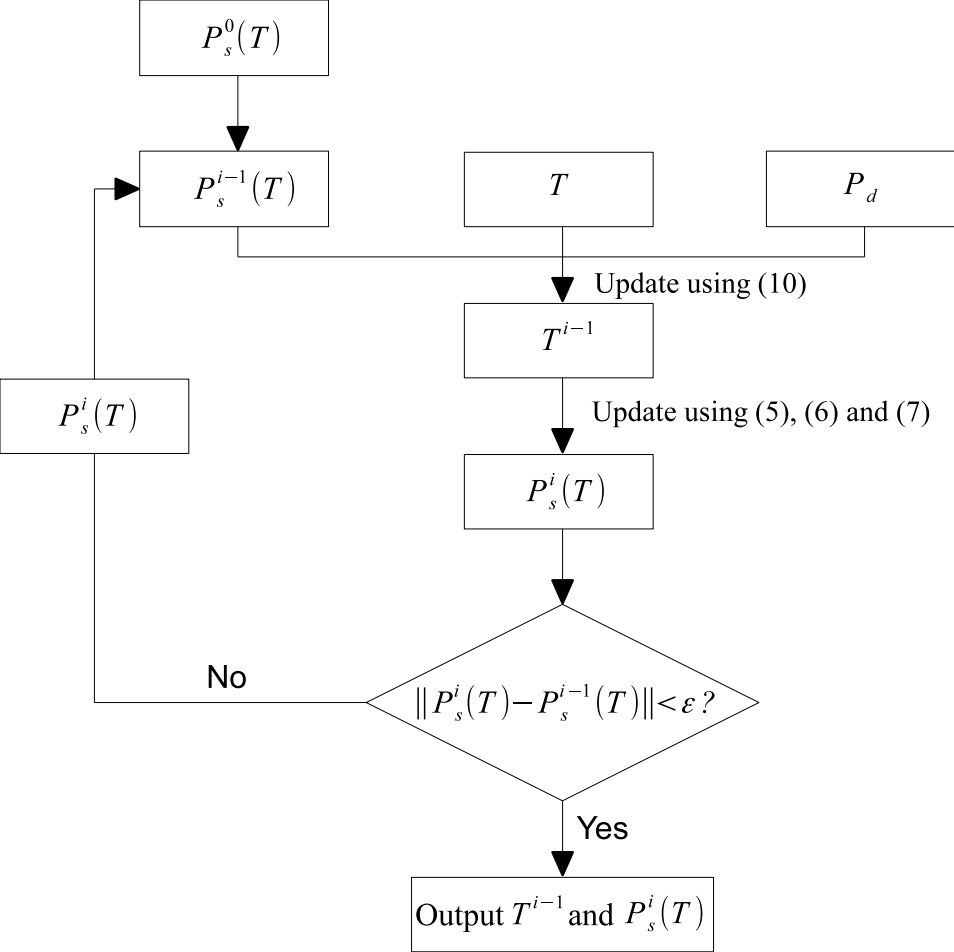 P_s^0(T)
P_s^{i−1}(T)
T
P_d
Update using (10)
T^{i−1}
P_s^i(T)
Update using (5), (6) and (7)
P_s^i(T)
No
||P_s^i(T)−P_s^{i−1}(T)||<ε?
Yes
Output T^{i−1} and P_s^i(T)